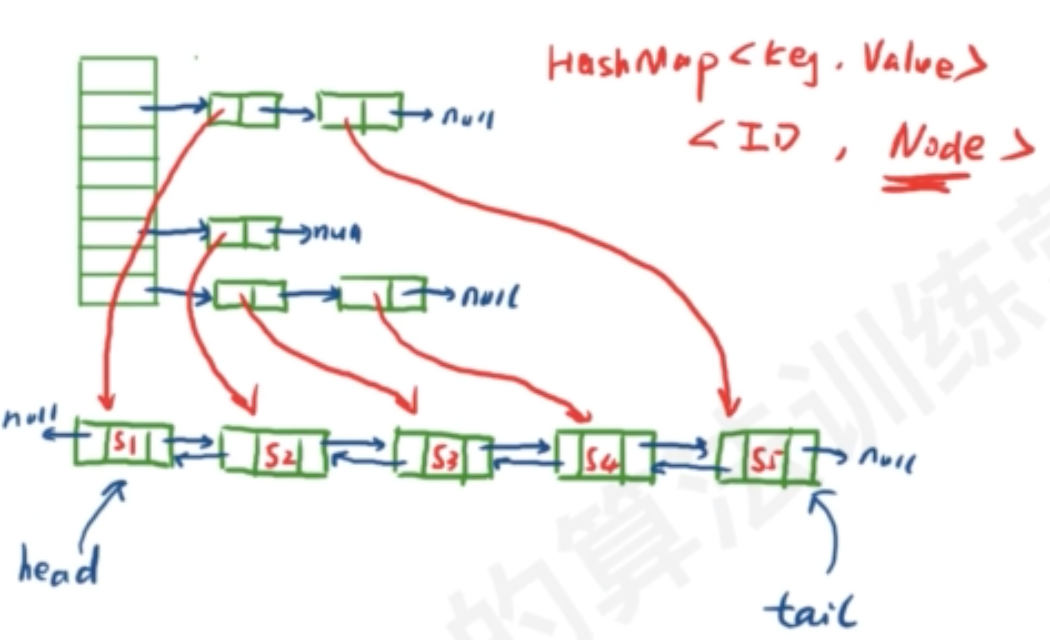 HashMap<key, Value>
<ID, Node>
null
null
null
null
S1
S2
S3
S4
S5
null
head
tail
的算法训练营